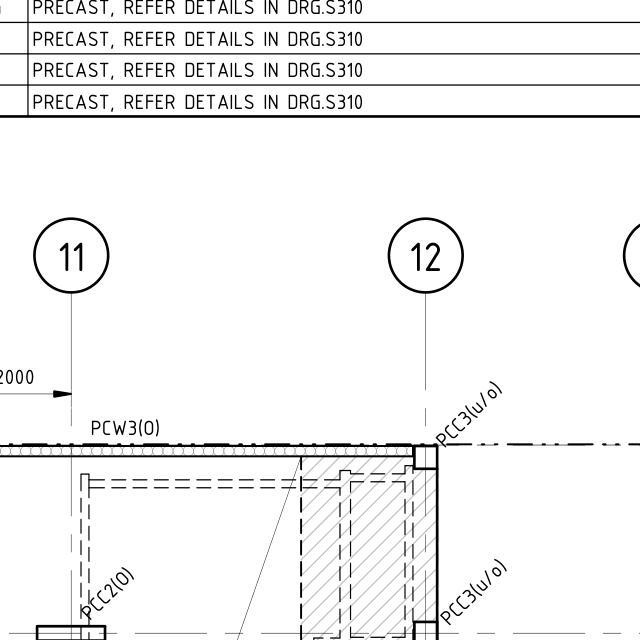 PRECAST, REFER DETAILS IN DRG.S310
PRECAST, REFER DETAILS IN DRG.S310
PRECAST, REFER DETAILS IN DRG.S310
PRECAST, REFER DETAILS IN DRG.S310
11
12
2000
PCW3(O)
PCC3(u/o)
PCC2(O)
PCC3(u/o)